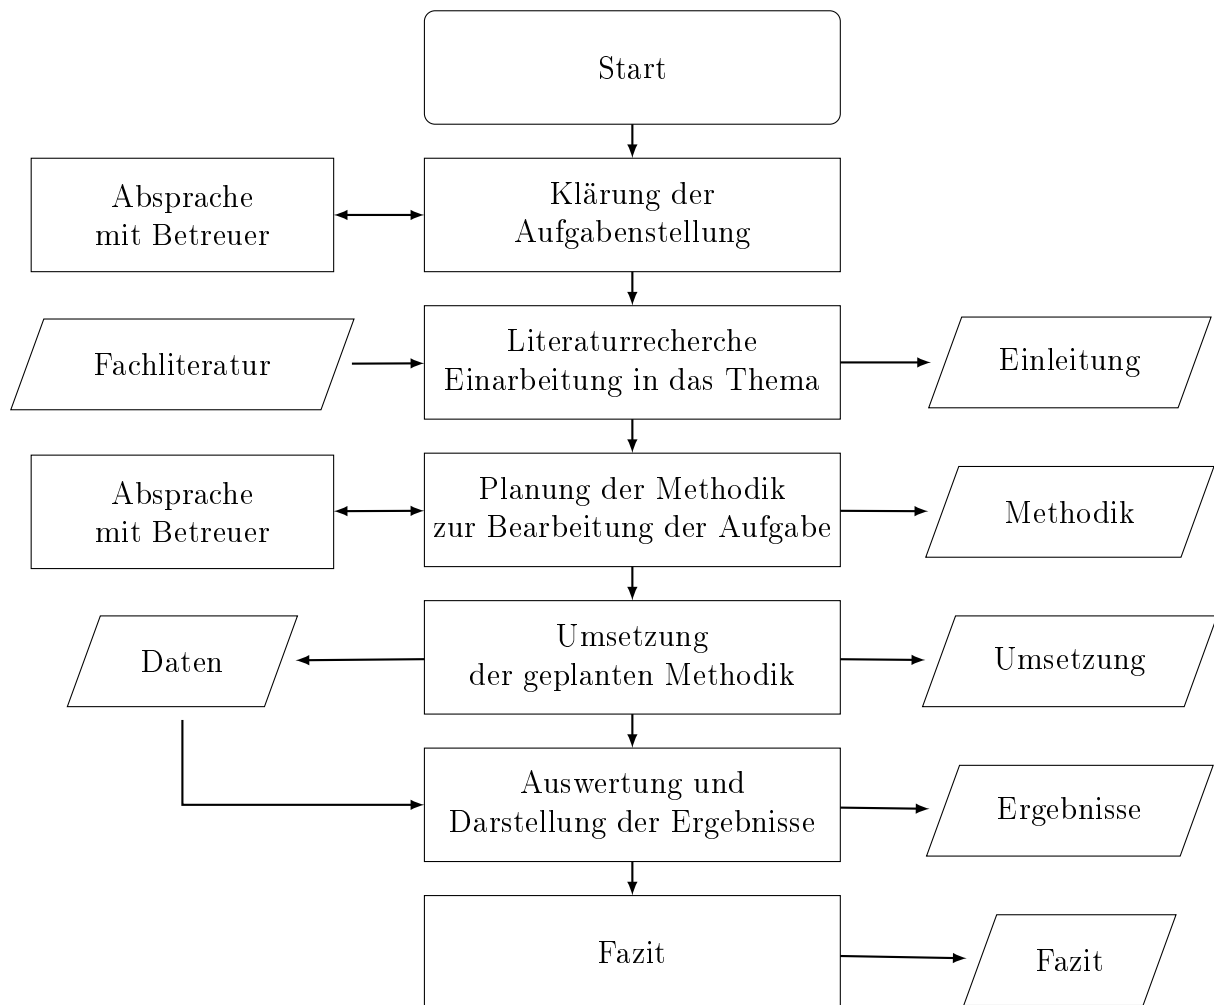 Start
Absprache
mit Betreuer
Klärung der
Aufgabenstellung
Fachliteratur
Literaturrecherche
Einarbeitung in das Thema
Einleitung
Absprache
mit Betreuer
Planung der Methodik
zur Bearbeitung der Aufgabe
Methodik
Daten
Umsetzung
der geplanten Methodik
Umsetzung
Auswertung und
Darstellung der Ergebnisse
Ergebnisse
Fazit
Fazit